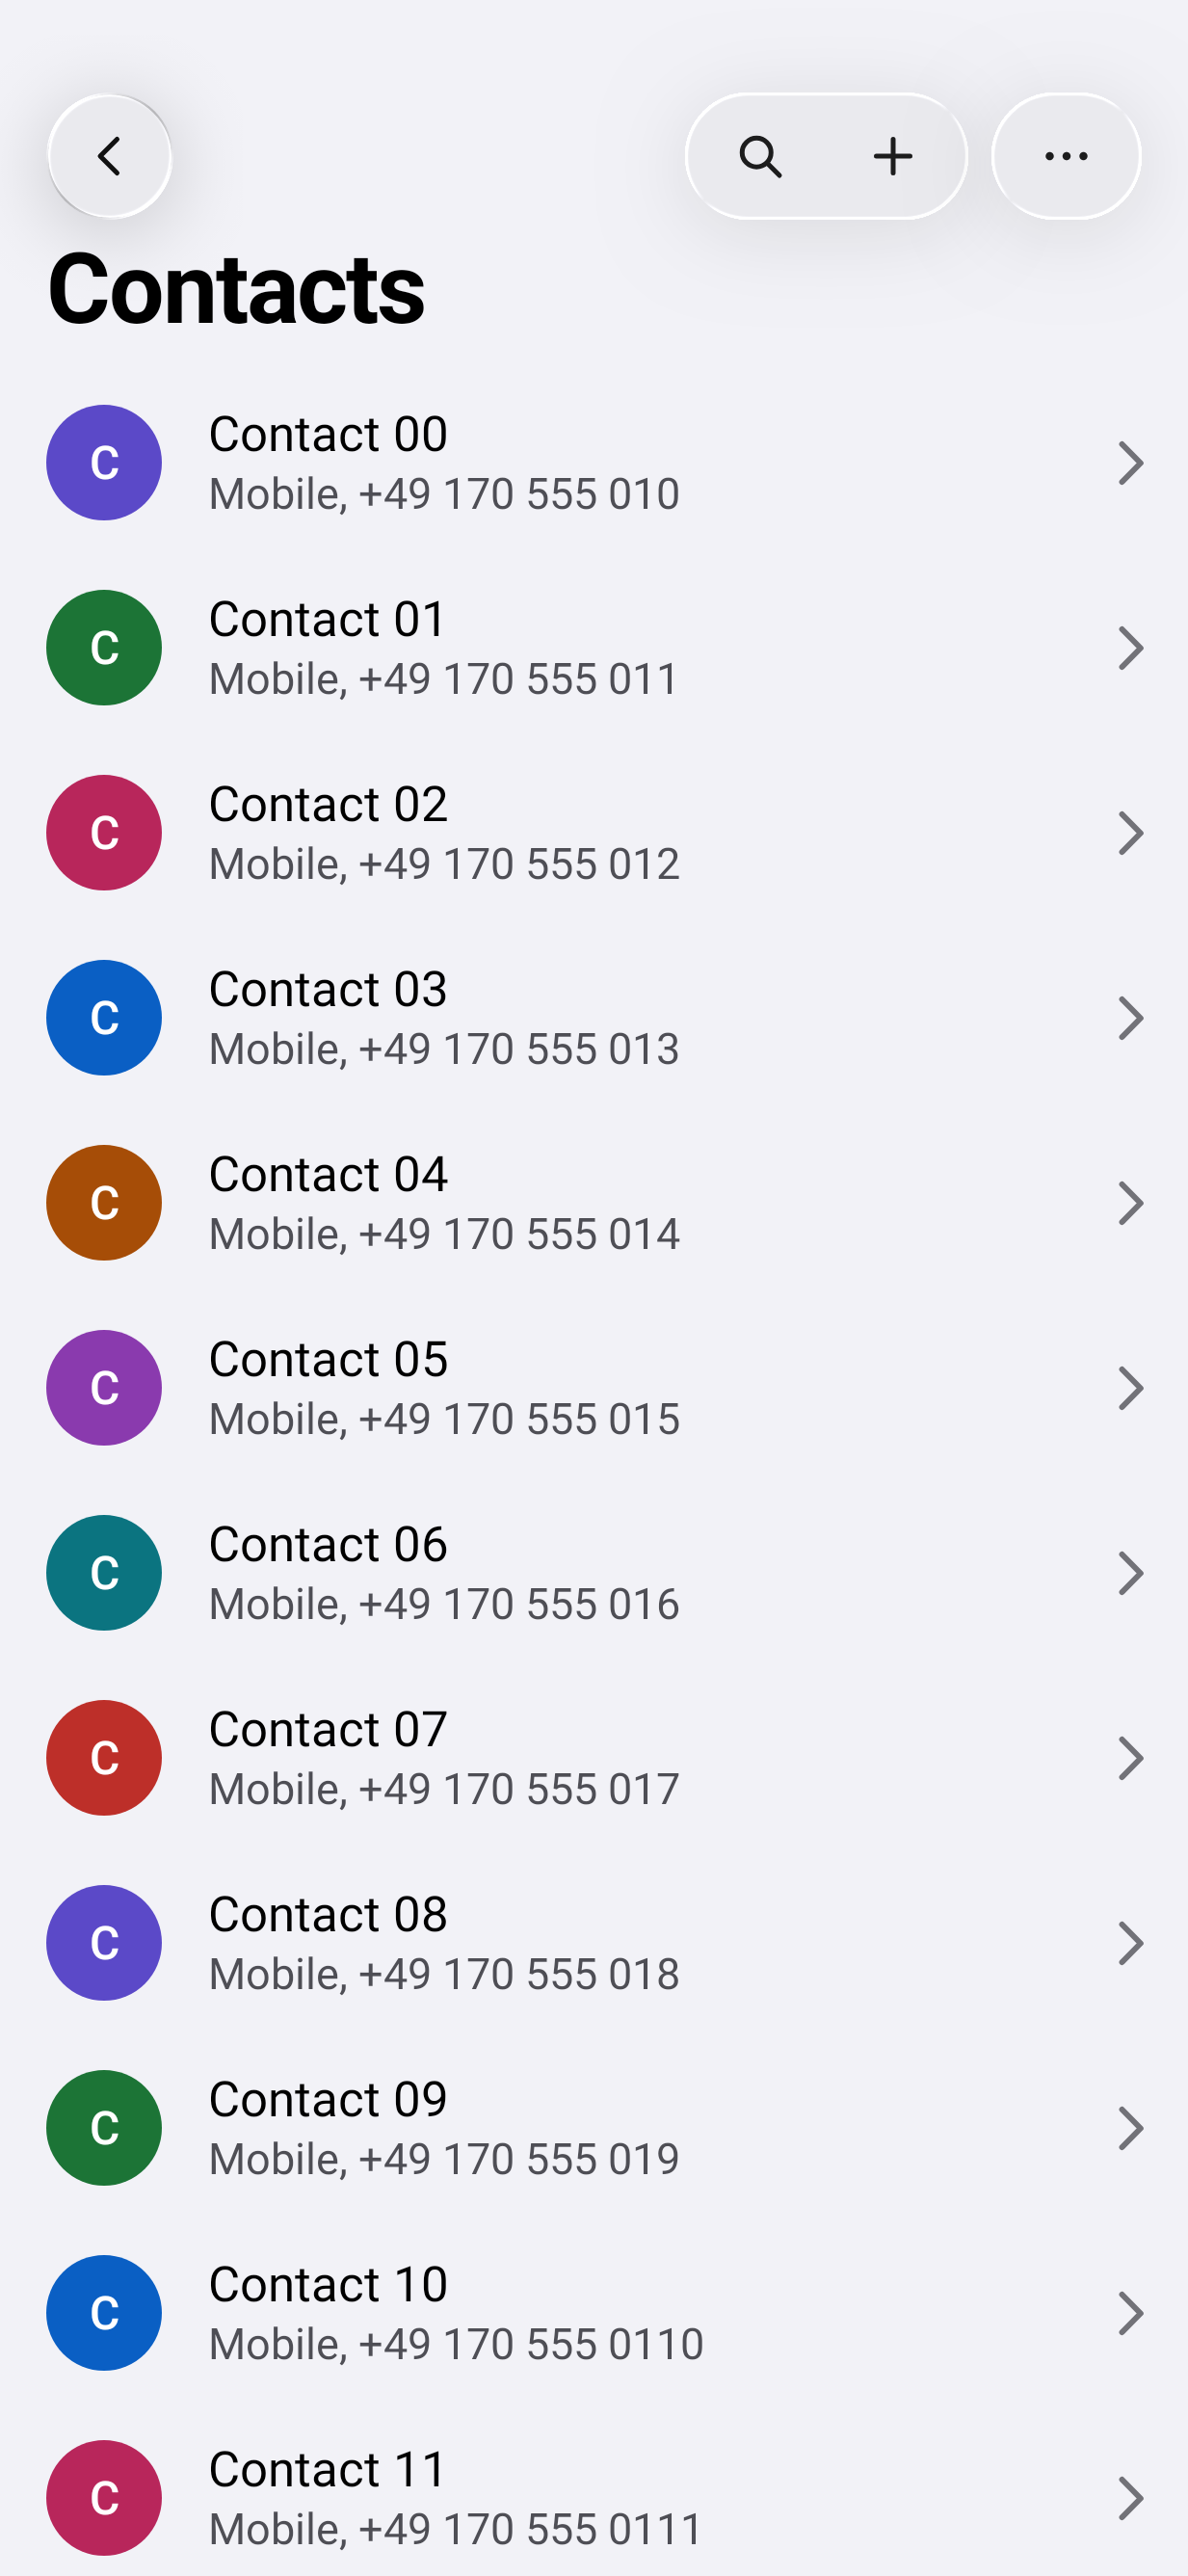 Contacts
C
Contact 00
Mobile, +49 170 555 010
C
Contact 01
Mobile, +49 170 555 011
C
Contact 02
Mobile, +49 170 555 012
C
Contact 03
Mobile, +49 170 555 013
C
Contact 04
Mobile, +49 170 555 014
C
Contact 05
Mobile, +49 170 555 015
C
Contact 06
Mobile, +49 170 555 016
C
Contact 07
Mobile, +49 170 555 017
C
Contact 08
Mobile, +49 170 555 018
C
Contact 09
Mobile, +49 170 555 019
C
Contact 10
Mobile, +49 170 555 0110
C
Contact 11
Mobile, +49 170 555 0111